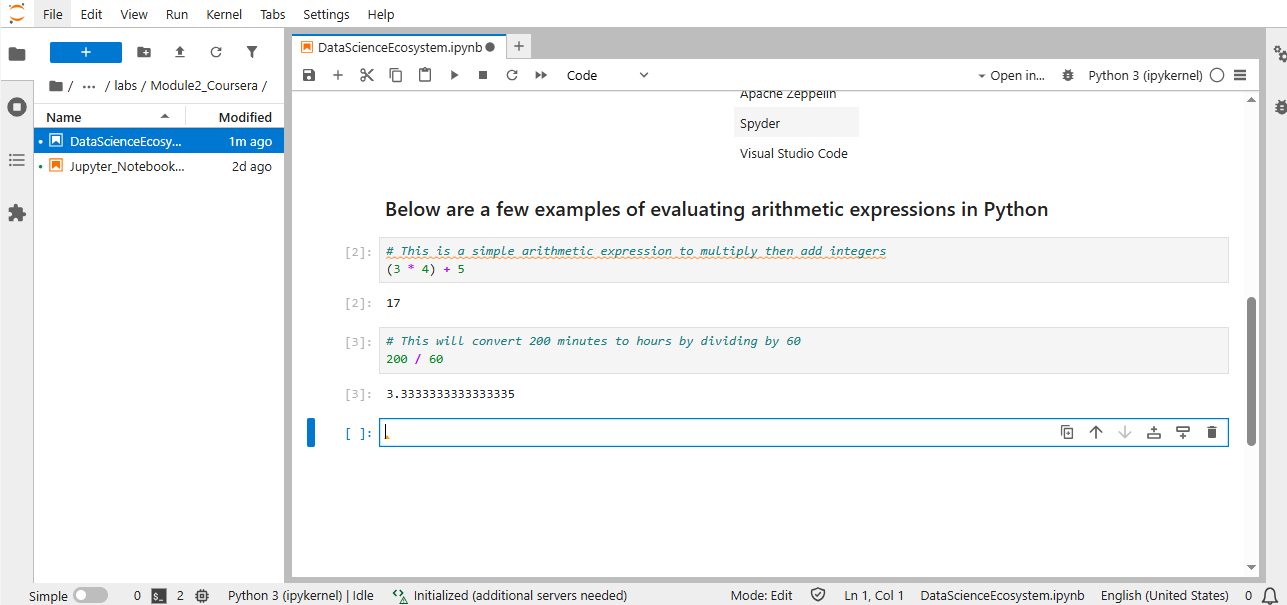 File Edit View Run Kernel Tabs Settings Help
DataScienceEcosystem.ipynb
Code
Open in...
Python 3 (ipykernel)
/ ··· / labs / Module2_Coursera /
Name Modified
DataScienceEcosy... 1m ago
Jupyter_Notebook... 2d ago
Apache Zeppelin
Spyder
Visual Studio Code
Below are a few examples of evaluating arithmetic expressions in Python
[2]: # This is a simple arithmetic expression to multiply then add integers
(3 * 4) + 5
[2]: 17
[3]: # This will convert 200 minutes to hours by dividing by 60
200 / 60
[3]: 3.3333333333333335
[ ]:
Simple 0 $_ 2 Python 3 (ipykernel) | Idle Initialized (additional servers needed) Mode: Edit Ln 1, Col 1 DataScienceEcosystem.ipynb English (United States) 0